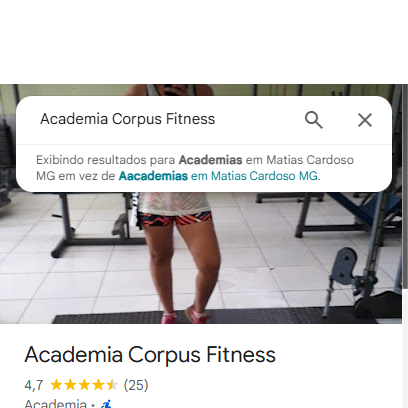 Academia Corpus Fitness
Exibindo resultados para Academias em Matias Cardoso
MG em vez de Aacademias em Matias Cardoso MG.
Academia Corpus Fitness
4,7 (25)
Academia ·